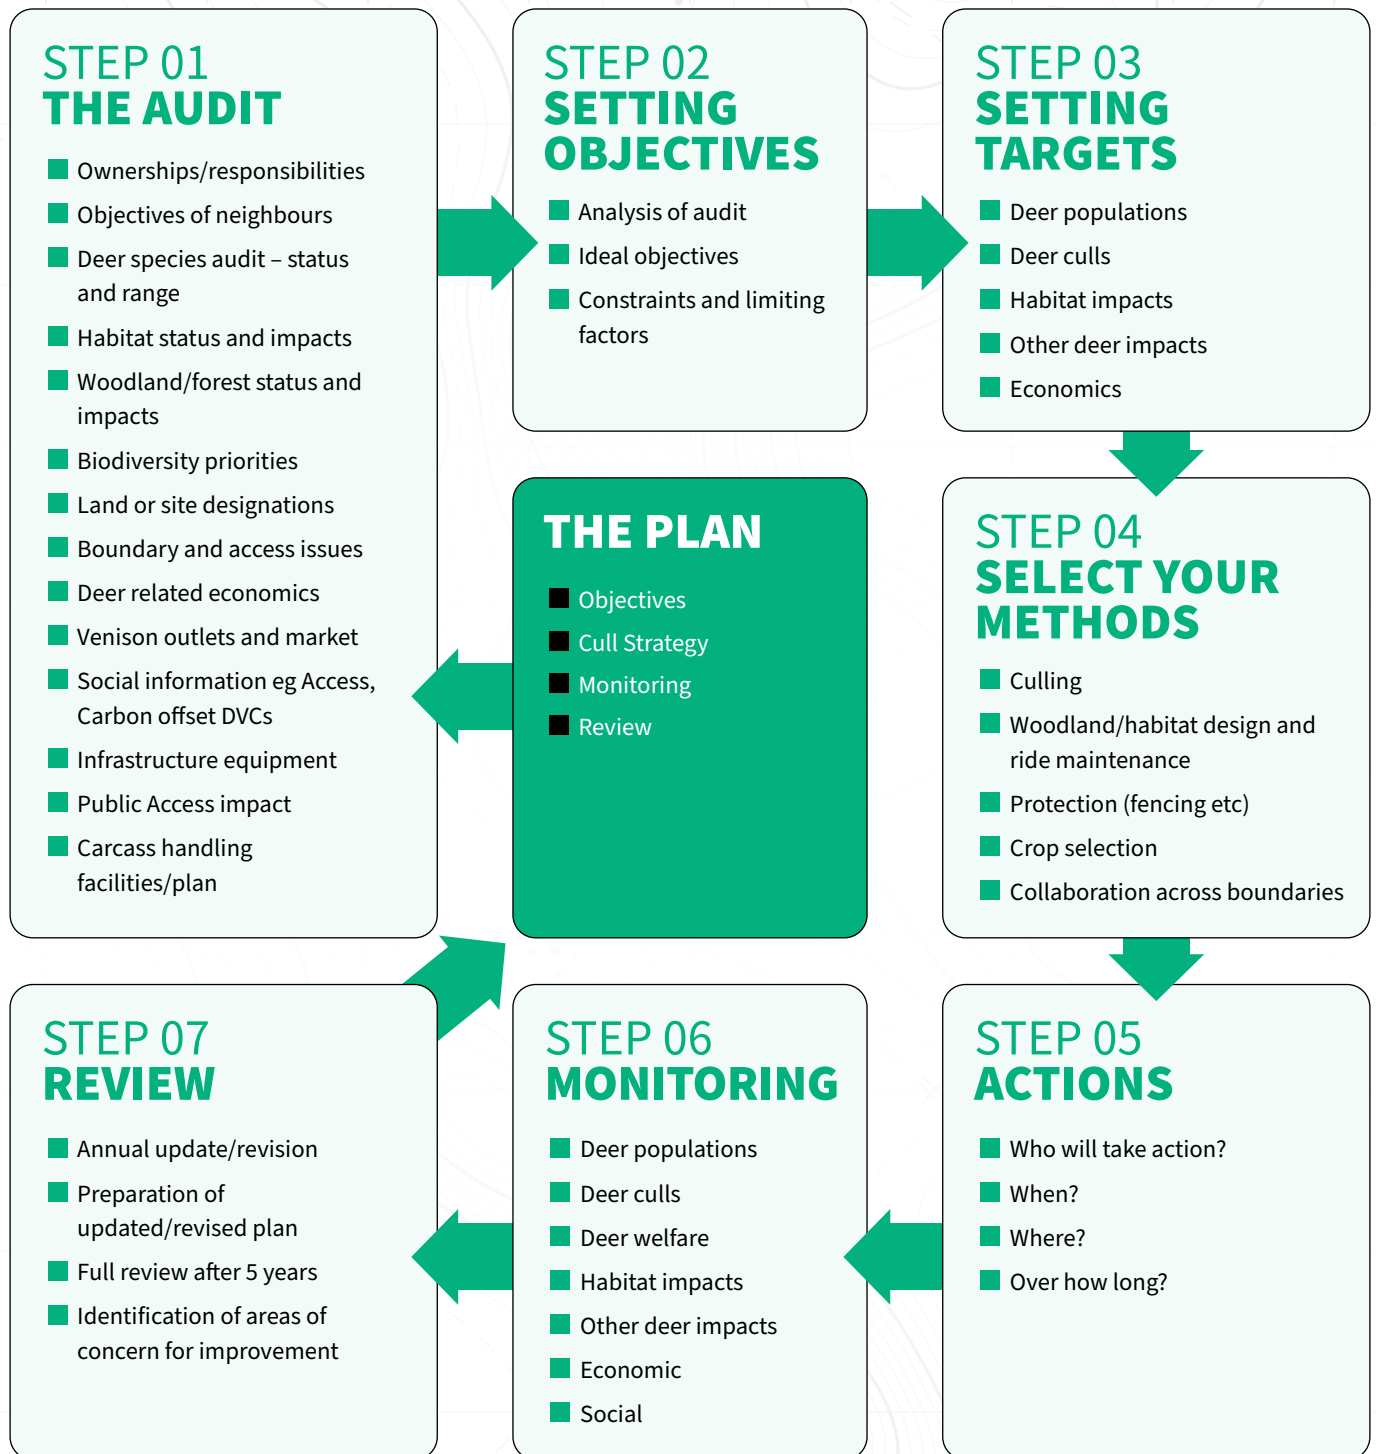 STEP 01
THE AUDIT
Ownerships/responsibilities
Objectives of neighbours
Deer species audit – status
and range
Habitat status and impacts
Woodland/forest status and
impacts
Biodiversity priorities
Land or site designations
Boundary and access issues
Deer related economics
Venison outlets and market
Social information eg Access,
Carbon offset DVCs
Infrastructure equipment
Public Access impact
Carcass handling
facilities/plan
STEP 02
SETTING
OBJECTIVES
Analysis of audit
Ideal objectives
Constraints and limiting
factors
STEP 03
SETTING
TARGETS
Deer populations
Deer culls
Habitat impacts
Other deer impacts
Economics
THE PLAN
Objectives
Cull Strategy
Monitoring
Review
STEP 04
SELECT YOUR
METHODS
Culling
Woodland/habitat design and
ride maintenance
Protection (fencing etc)
Crop selection
Collaboration across boundaries
STEP 05
ACTIONS
Who will take action?
When?
Where?
Over how long?
STEP 06
MONITORING
Deer populations
Deer culls
Deer welfare
Habitat impacts
Other deer impacts
Economic
Social
STEP 07
REVIEW
Annual update/revision
Preparation of
updated/revised plan
Full review after 5 years
Identification of areas of
concern for improvement